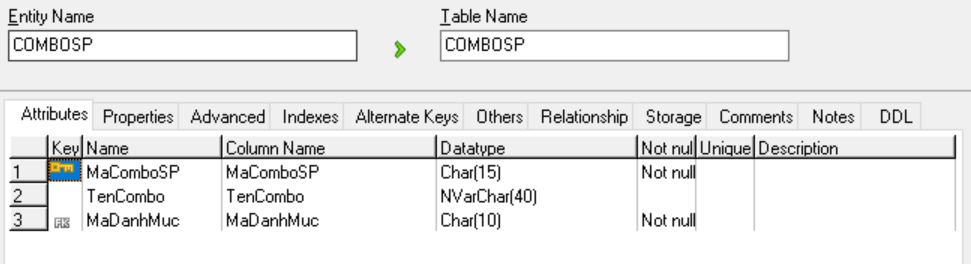 Entity Name Table Name
COMBOSP COMBOSP
Attributes Properties Advanced Indexes Alternate Keys Others Relationship Storage Comments Notes DDL
Key Name Column Name Datatype Not nul Unique Description
1 MaComboSP MaComboSP Char(15) Not null
2 TenCombo TenCombo NVarChar(40)
3 FK MaDanhMuc MaDanhMuc Char(10) Not null